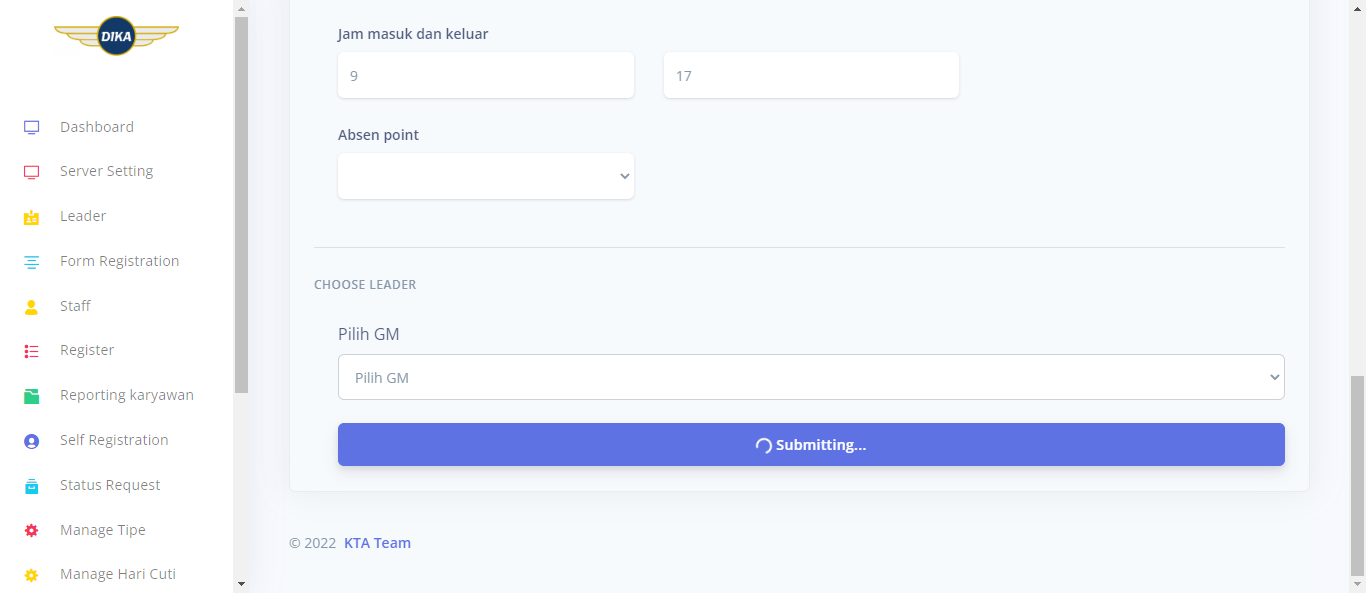 DIKA
Dashboard
Server Setting
Leader
Form Registration
Staff
Register
Reporting karyawan
Self Registration
Status Request
Manage Tipe
Manage Hari Cuti
Jam masuk dan keluar
9 17
Absen point
CHOOSE LEADER
Pilih GM
Pilih GM
Submitting...
© 2022 KTA Team